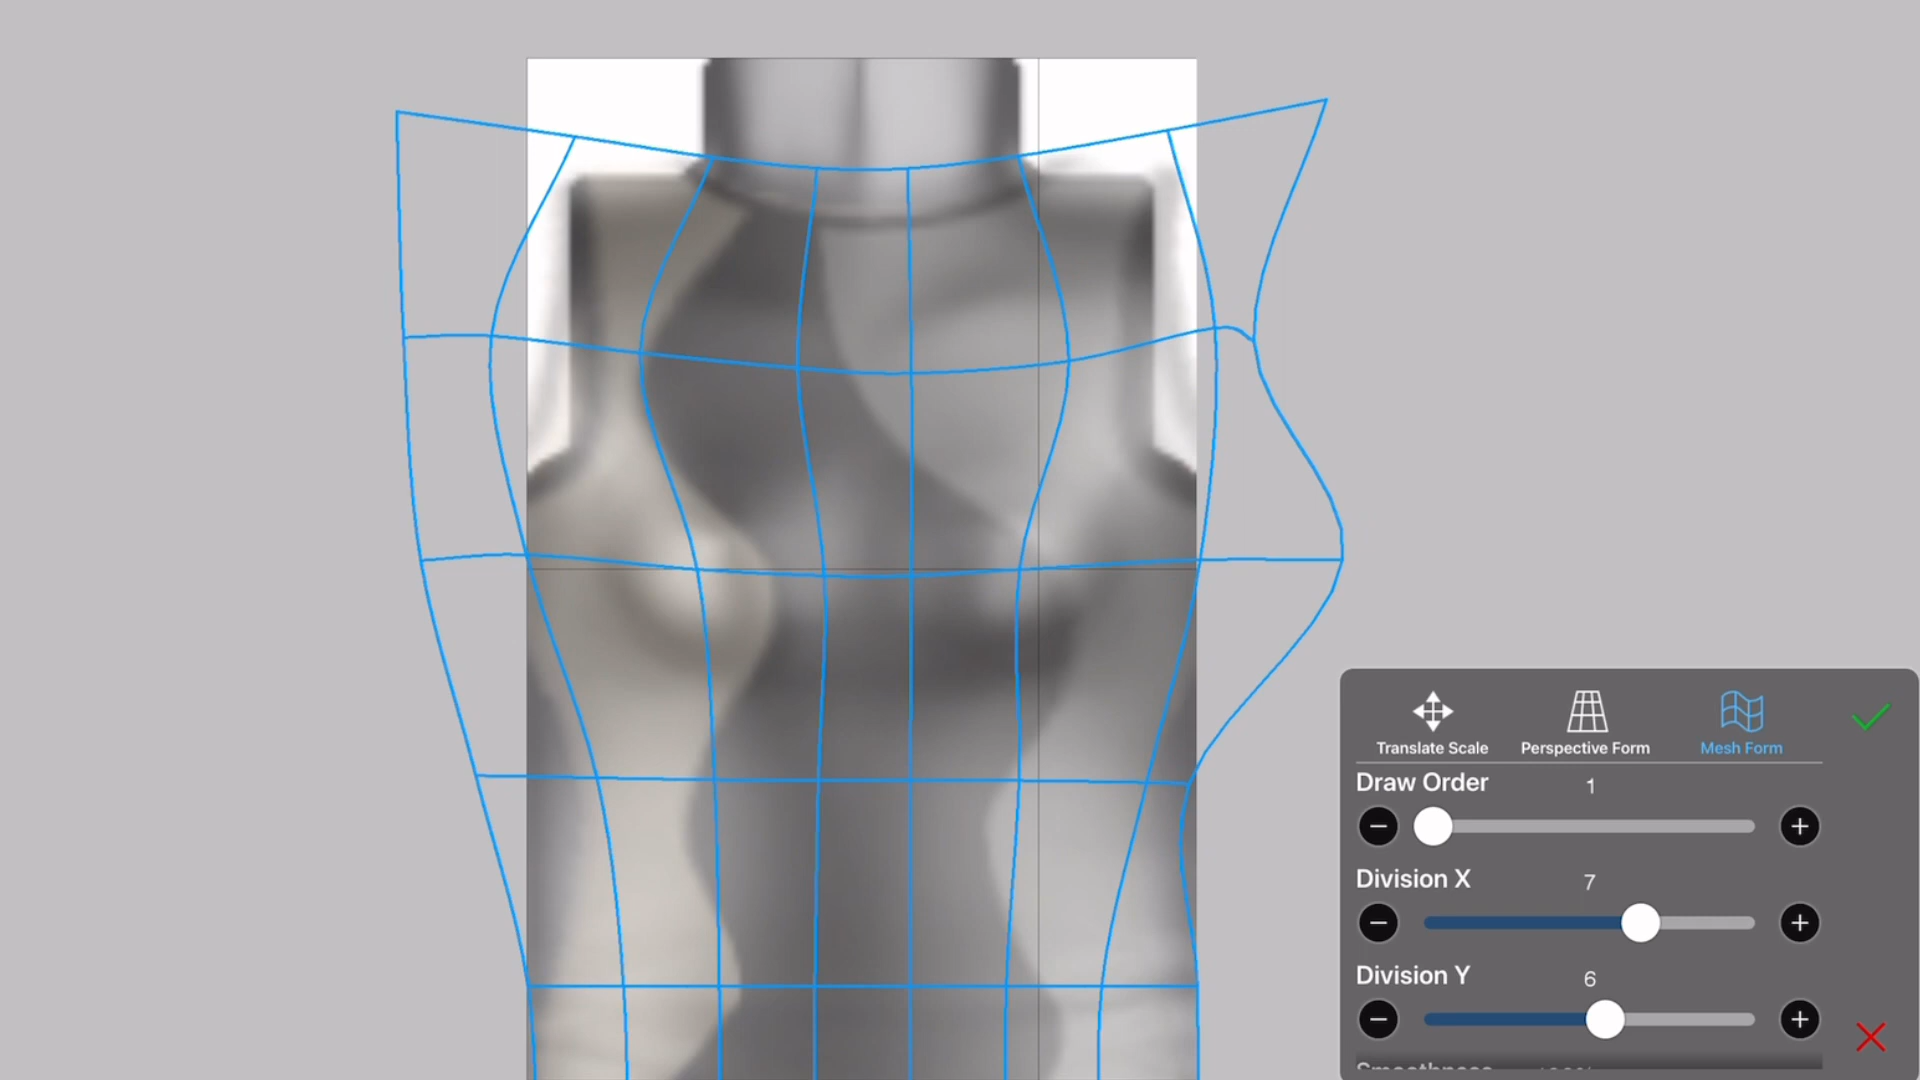 Translate Scale
Perspective Form
Mesh Form
Draw Order
1
Division X
7
Division Y
6